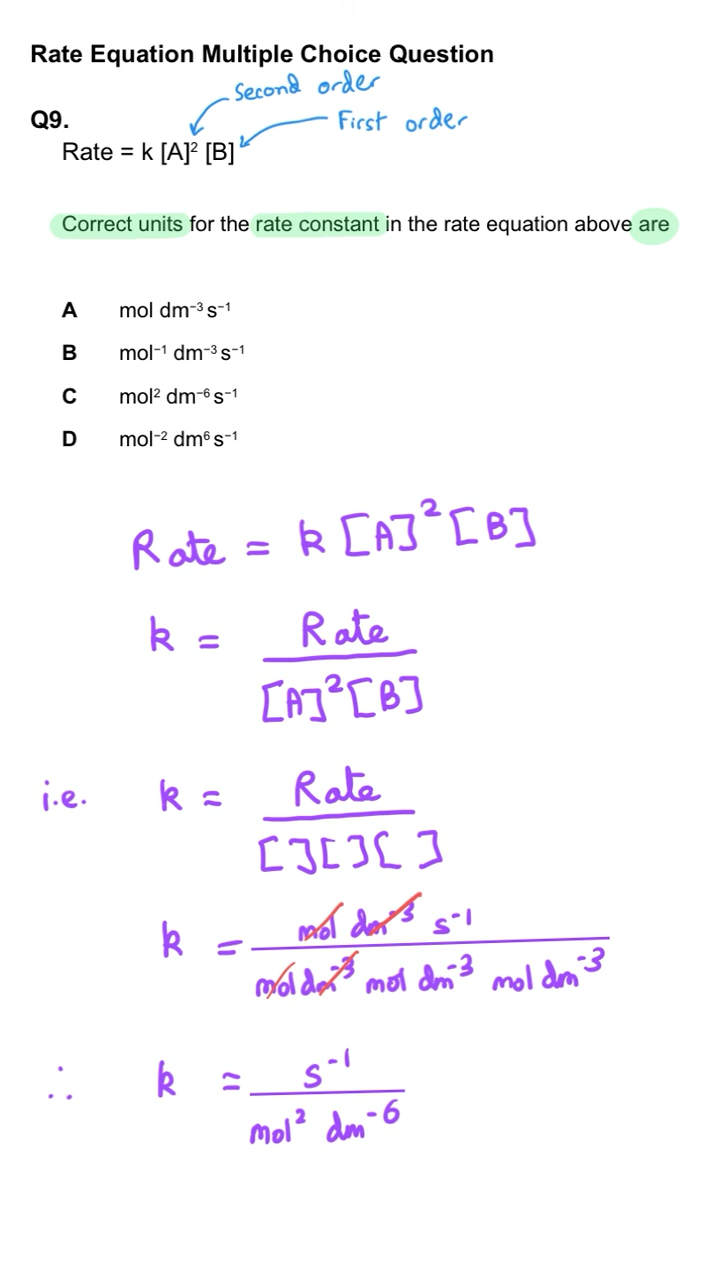 Rate Equation Multiple Choice Question
Second order
Q9.
First order
Rate = k [A]² [B]
Correct units for the rate constant in the rate equation above are
A mol dm⁻³ s⁻¹
B mol⁻¹ dm⁻³ s⁻¹
C mol² dm⁻⁶ s⁻¹
D mol⁻² dm⁶ s⁻¹
Rate = k [A]² [B]
k = Rate
[A]² [B]
i.e. k = Rate
[ ] [ ] [ ]
k = mol dm⁻³ s⁻¹
mol dm⁻³ mol dm⁻³ mol dm⁻³
∴ k = s⁻¹
mol² dm⁻⁶